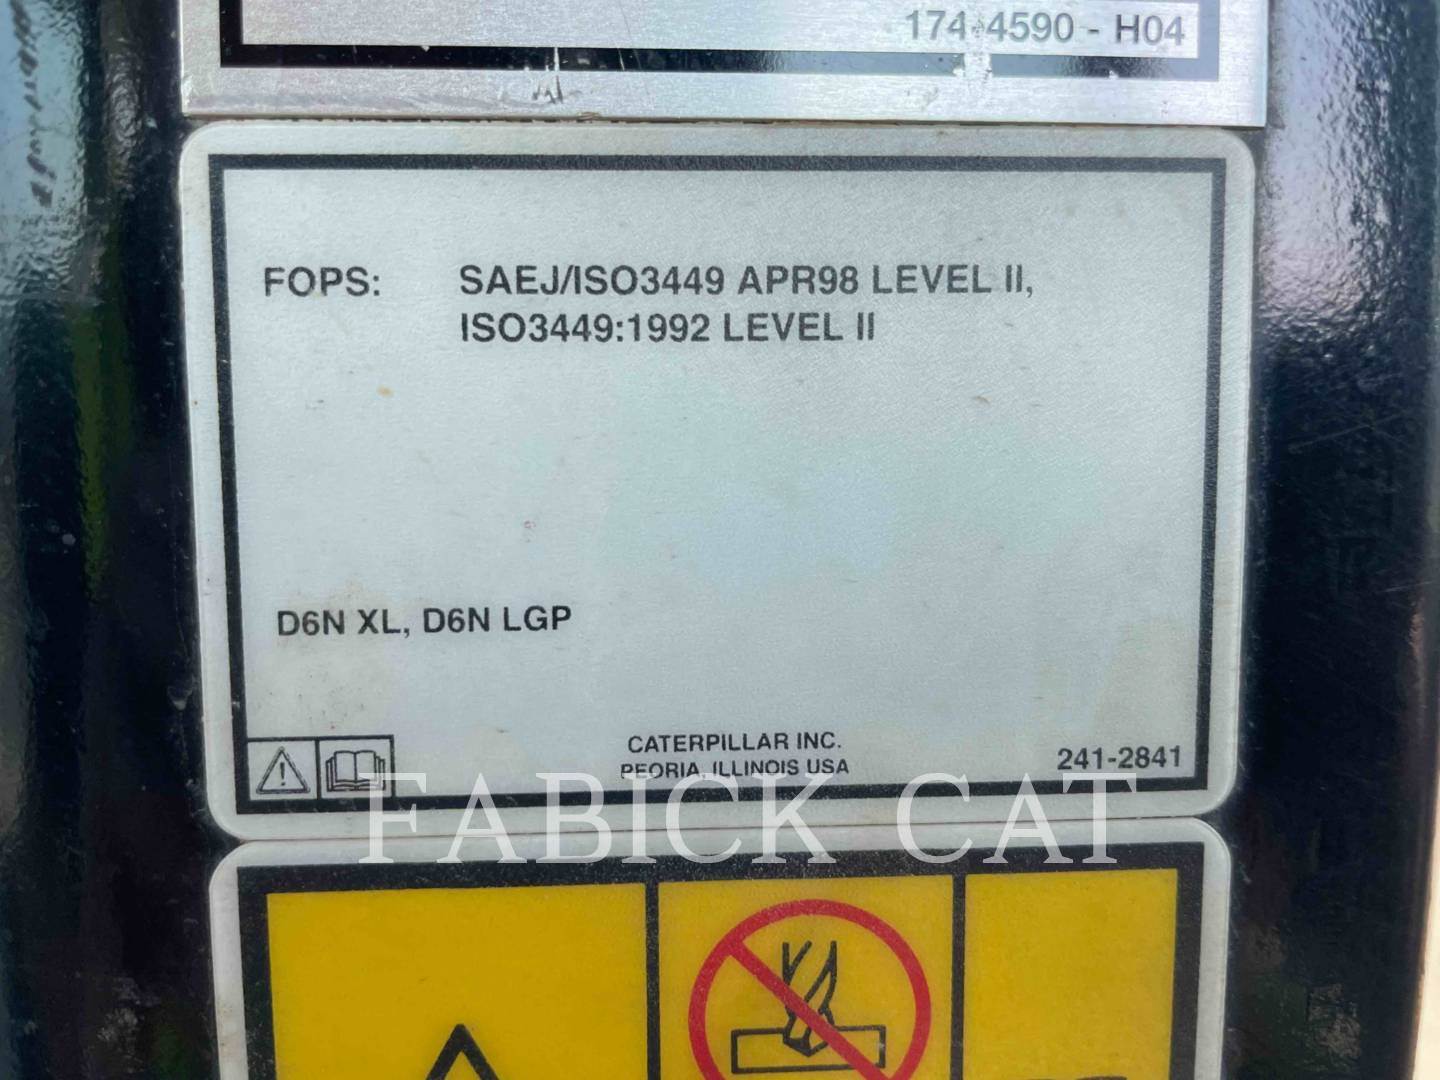 174-4590 - H04
FOPS: SAEJ/ISO3449 APR98 LEVEL II,
ISO3449:1992 LEVEL II
D6N XL, D6N LGP
CATERPILLAR INC.
PEORIA, ILLINOIS USA
241-2841
FABICK CAT